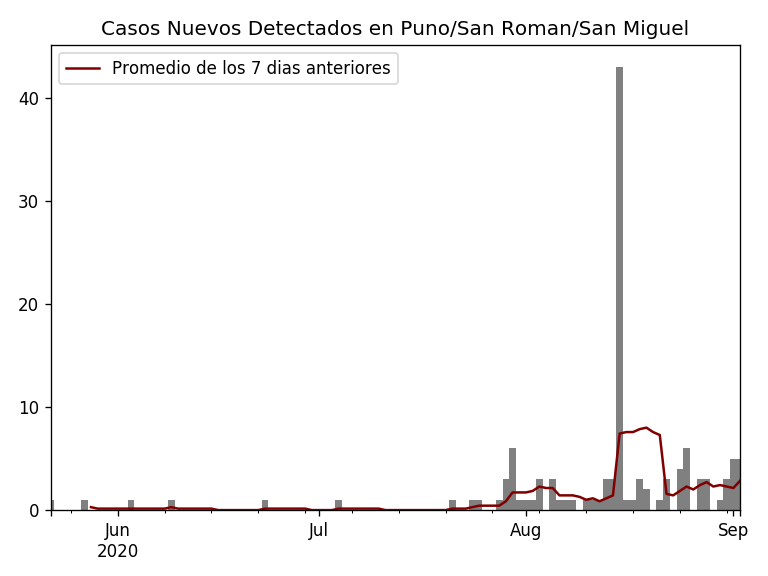 Casos Nuevos Detectados en Puno/San Roman/San Miguel
Promedio de los 7 dias anteriores
40
30
20
10
0
Jun Jul Aug Sep
2020